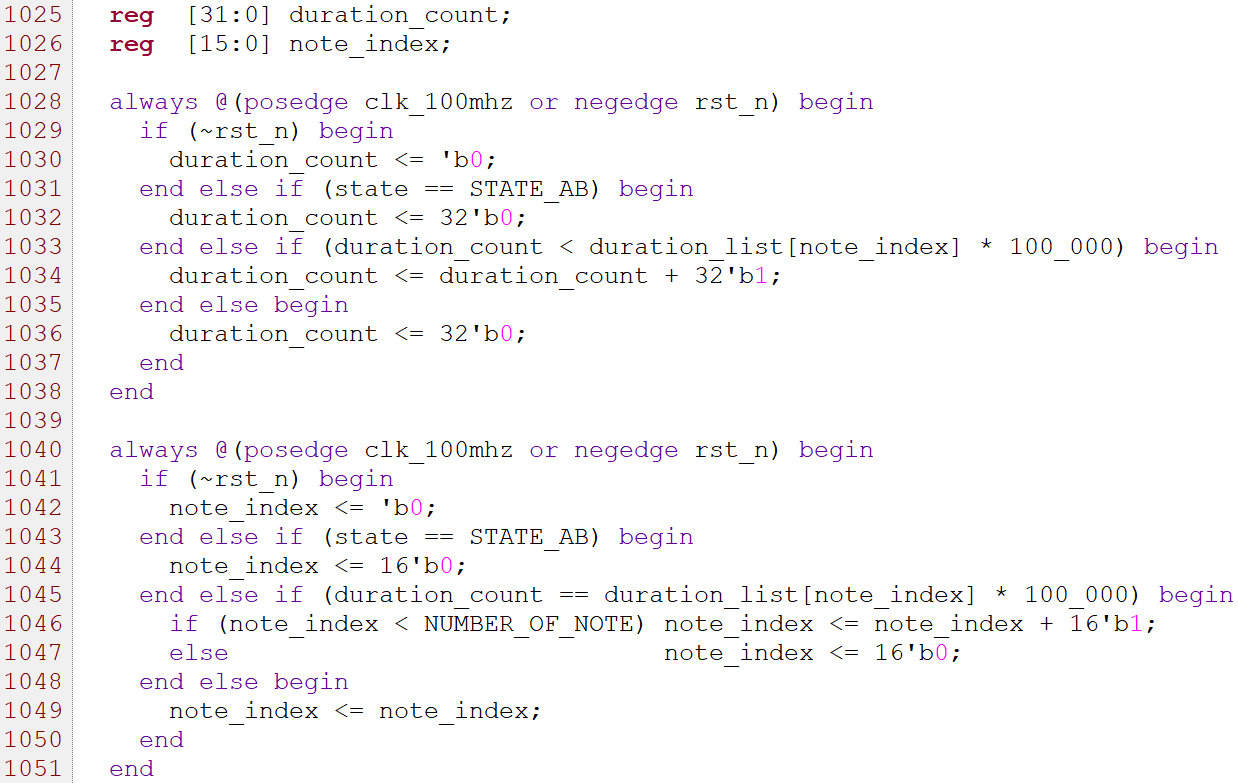 1025   reg  [31:0] duration_count;
1026   reg  [15:0] note_index;
1027
1028   always @(posedge clk_100mhz or negedge rst_n) begin
1029     if (~rst_n) begin
1030       duration_count <= 'b0;
1031     end else if (state == STATE_AB) begin
1032       duration_count <= 32'b0;
1033     end else if (duration_count < duration_list[note_index] * 100_000) begin
1034       duration_count <= duration_count + 32'b1;
1035     end else begin
1036       duration_count <= 32'b0;
1037     end
1038   end
1039
1040   always @(posedge clk_100mhz or negedge rst_n) begin
1041     if (~rst_n) begin
1042       note_index <= 'b0;
1043     end else if (state == STATE_AB) begin
1044       note_index <= 16'b0;
1045     end else if (duration_count == duration_list[note_index] * 100_000) begin
1046       if (note_index < NUMBER_OF_NOTE) note_index <= note_index + 16'b1;
1047       else                             note_index <= 16'b0;
1048     end else begin
1049       note_index <= note_index;
1050     end
1051   end